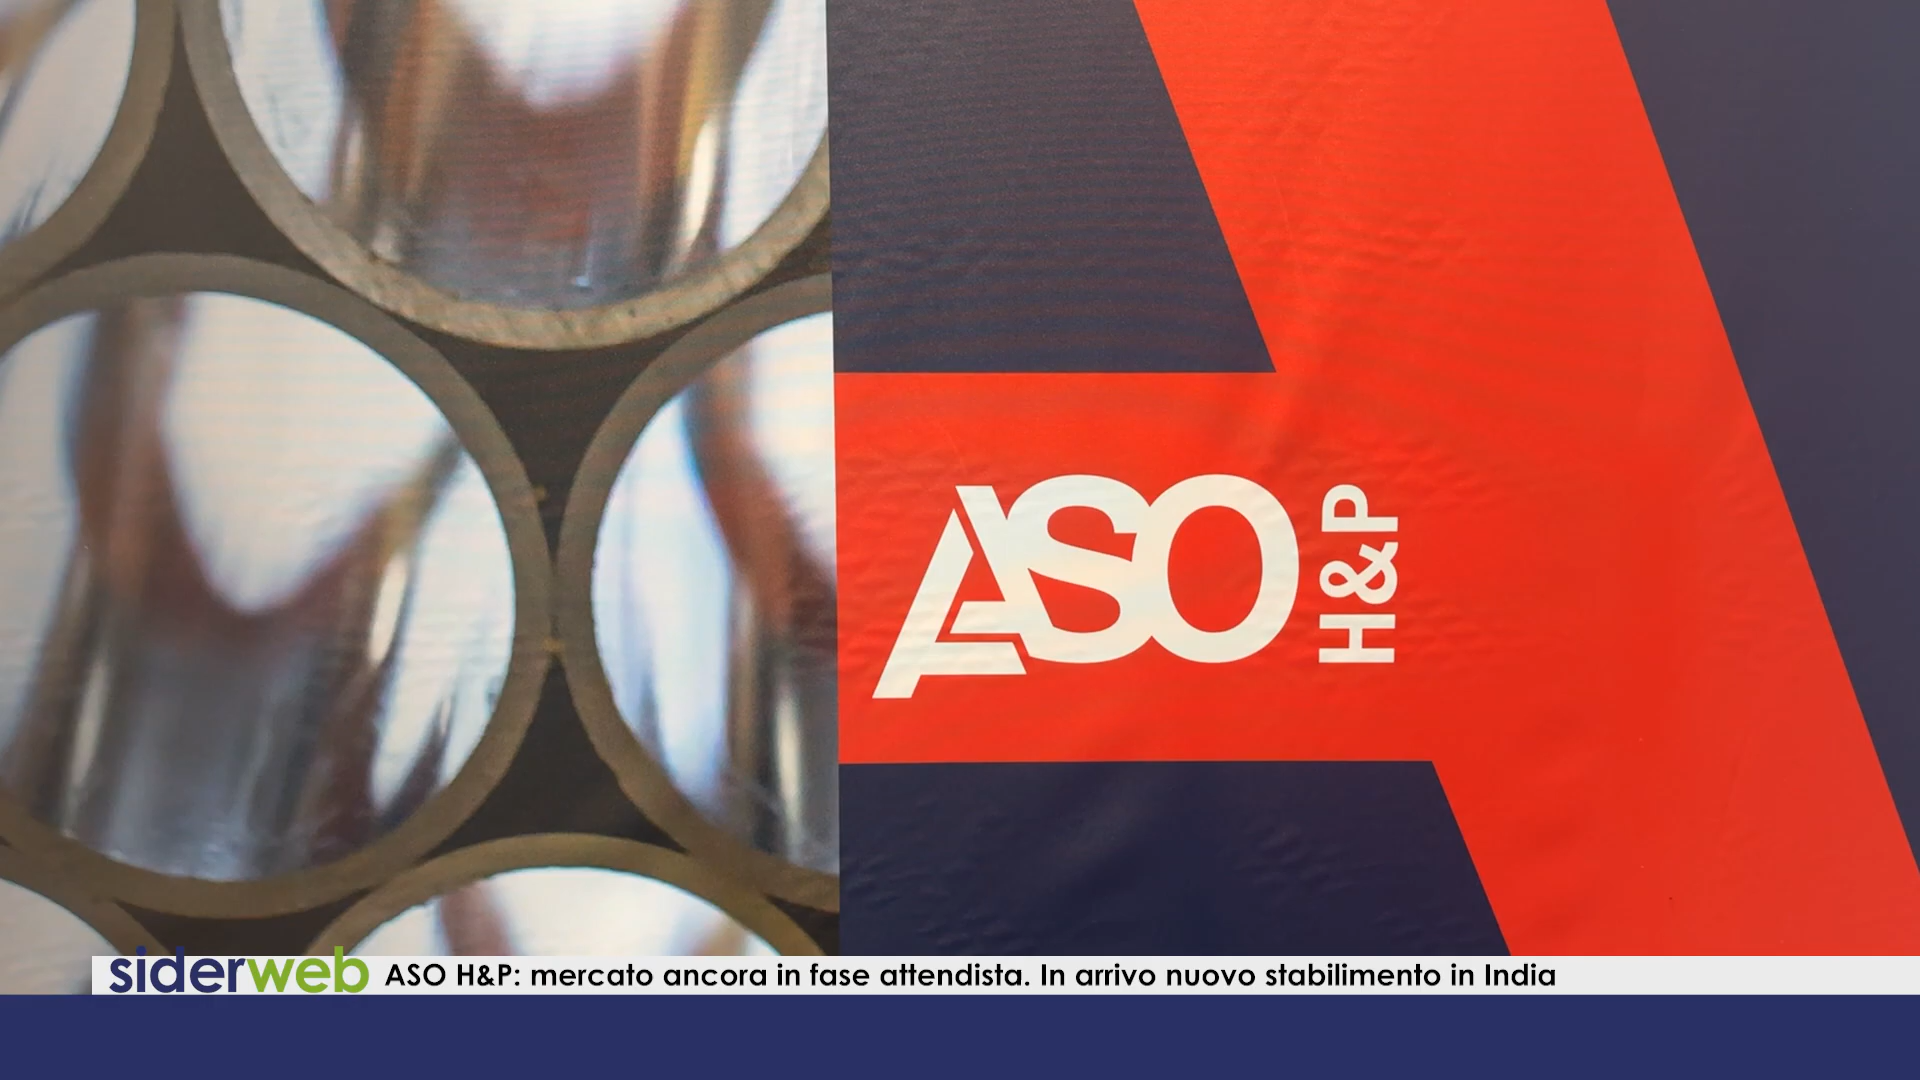 ASO H&P
siderweb ASO H&P: mercato ancora in fase attendista. In arrivo nuovo stabilimento in India